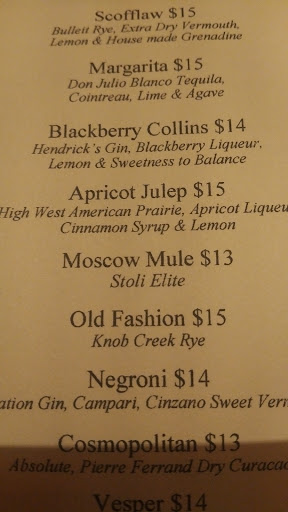 Scofflaw $15
Bulleit Rye, Extra Dry Vermouth,
Lemon & House made Grenadine
Margarita $15
Don Julio Blanco Tequila,
Cointreau, Lime & Agave
Blackberry Collins $14
Hendrick's Gin, Blackberry Liqueur,
Lemon & Sweetness to Balance
Apricot Julep $15
High West American Prairie, Apricot Liqueu
Cinnamon Syrup & Lemon
Moscow Mule $13
Stoli Elite
Old Fashion $15
Knob Creek Rye
Negroni $14
ation Gin, Campari, Cinzano Sweet Verm
Cosmopolitan $13
Absolute, Pierre Ferrand Dry Curacao
Vesper $14